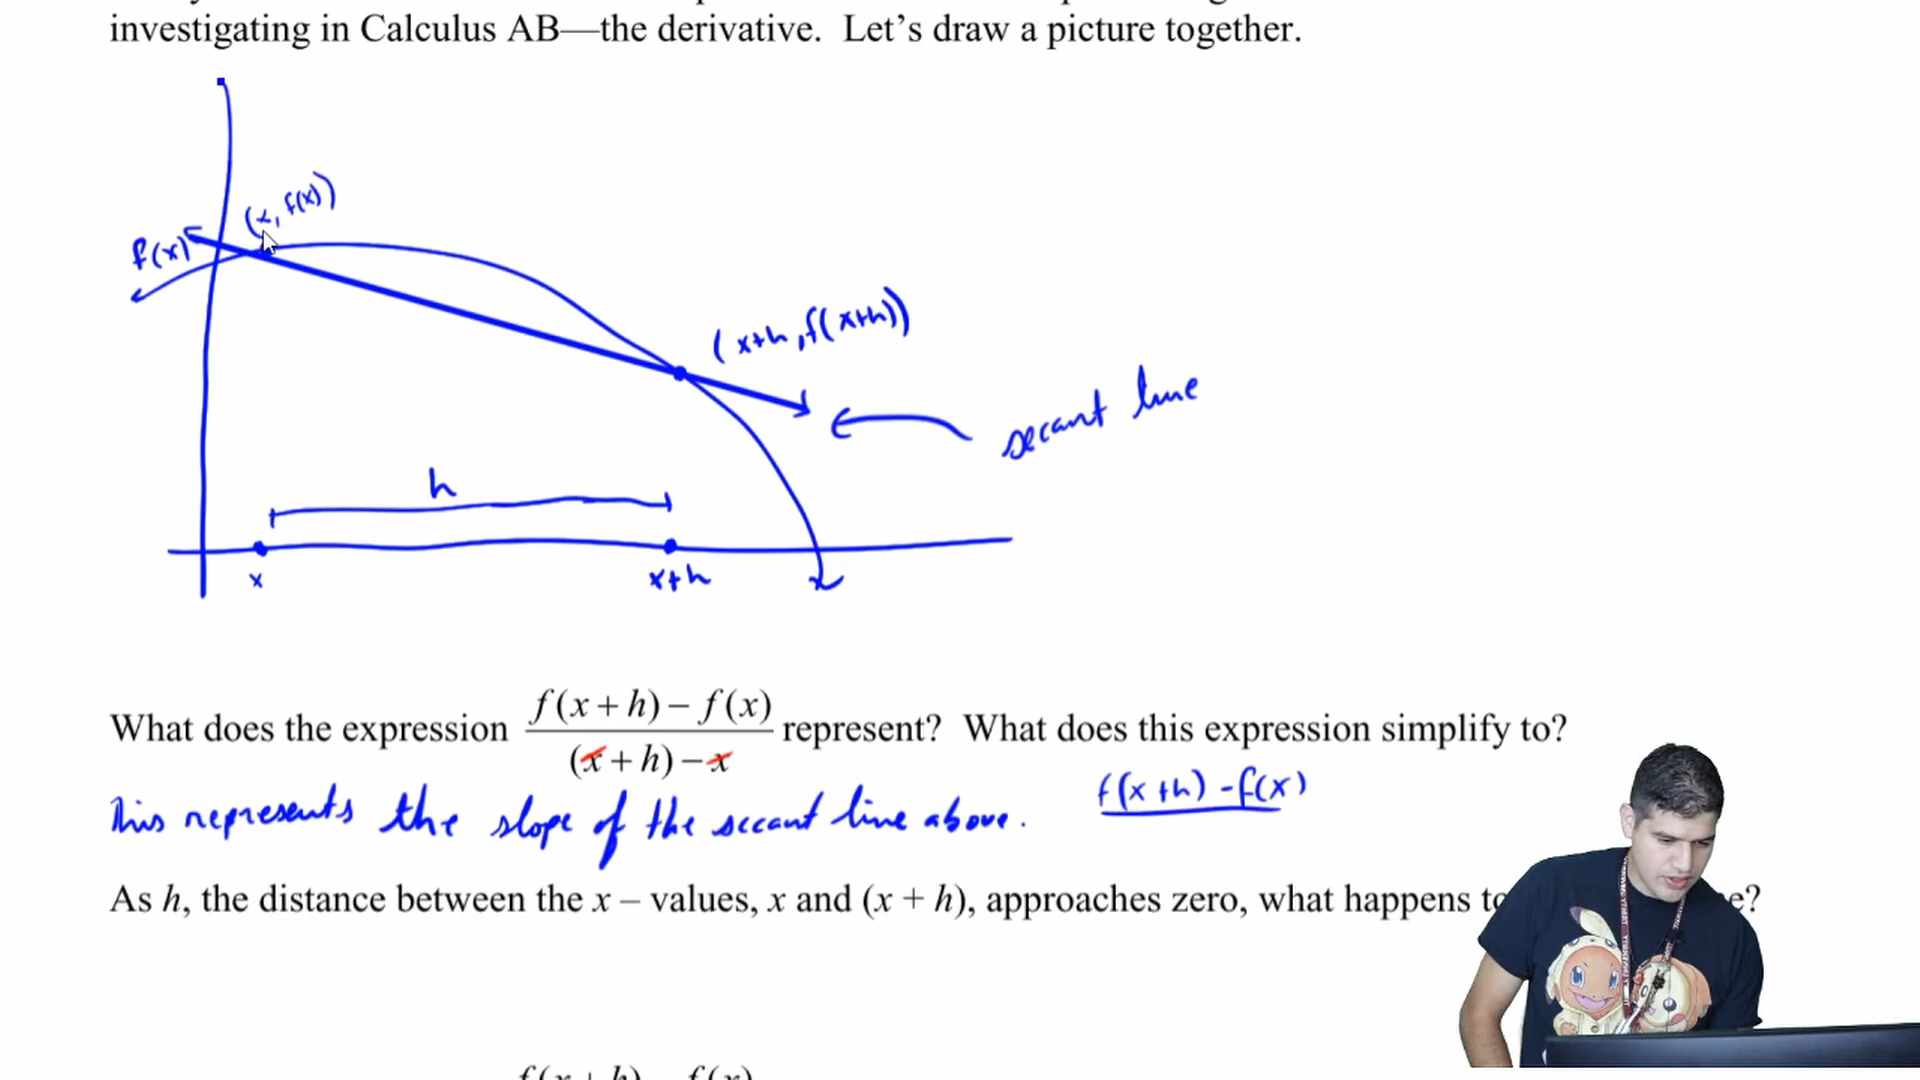 investigating in Calculus AB—the derivative. Let's draw a picture together.
(x, f(x))
f(x)
(x+h, f(x+h))
secant line
h
x
x+h
What does the expression f(x + h) − f(x) / (x + h) − x represent? What does this expression simplify to?
f(x+h) - f(x)
This represents the slope of the secant line above.
As h, the distance between the x – values, x and (x + h), approaches zero, what happens
f(x + h) f(x)